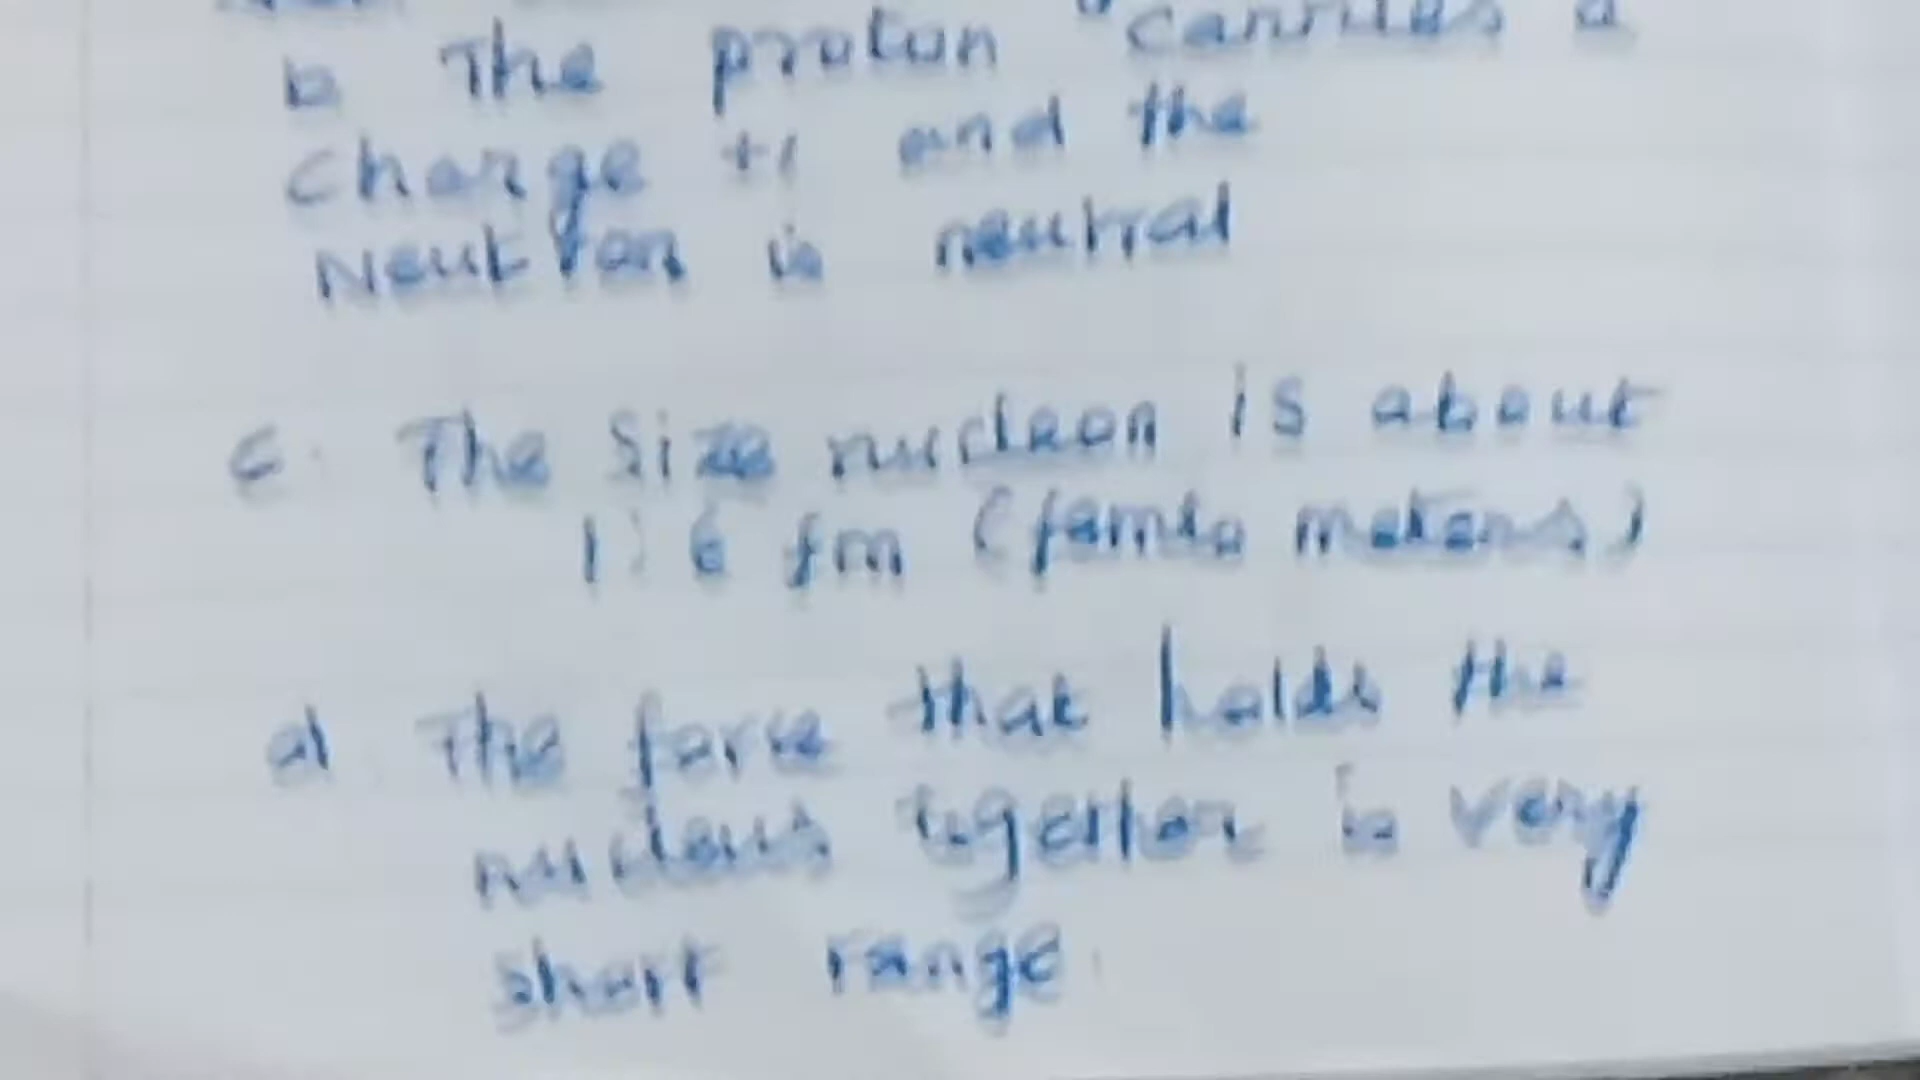 b The proton carries a
charge +1 and the
Neutron is neutral
c. The Size nucleon is about
1.6 fm (femto meters)
d. The force that holds the
nucleus together is very
short range.